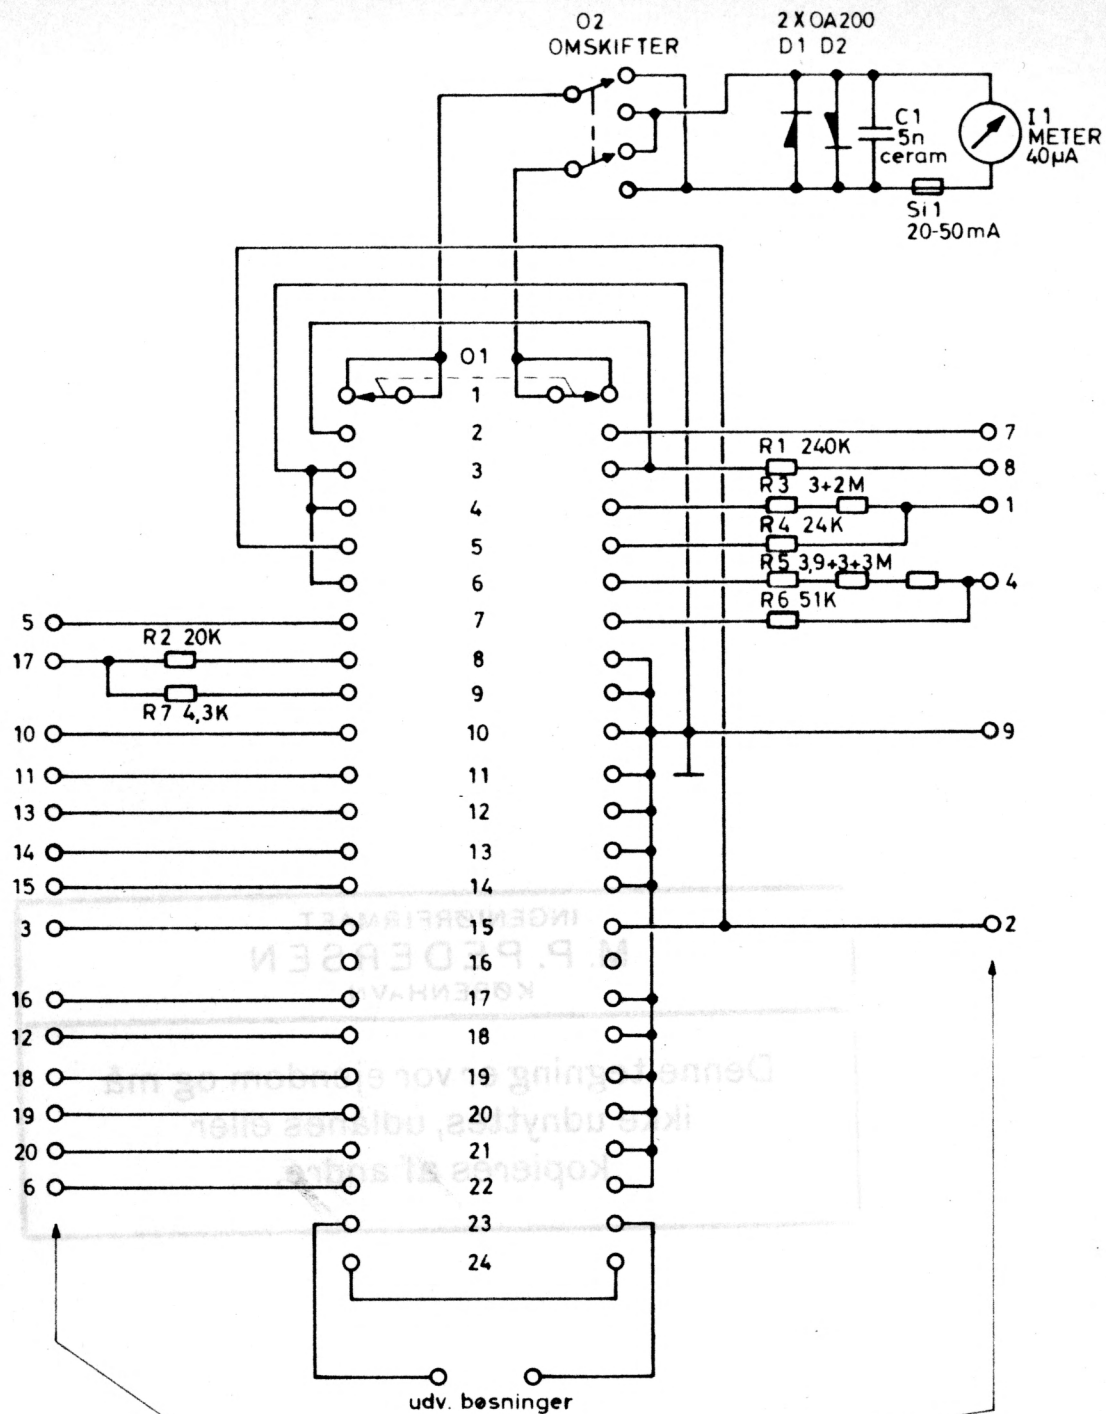 O2
OMSKIFTER
2XOA200
D1 D2
C1
5n
ceram
I1
METER
40µA
Si1
20-50mA
O1
1
2
7
R1 240K
3
8
R3 3+2M
4
1
R4 24K
5
R5 3,9+3+3M
6
4
R6 51K
5
7
R2 20K
17
8
9
R7 4,3K
10
10
9
11
11
13
12
14
13
15
14
3
15
2
16
16
17
12
18
18
19
19
20
20
21
6
22
23
24
udv. bøsninger
INGENIØRFIRMAET
M. P. PEDERSEN
KØBENHAVN
Denne tegning er vor ejendom og må
ikke udnyttes, udlånes eller
kopieres af andre.